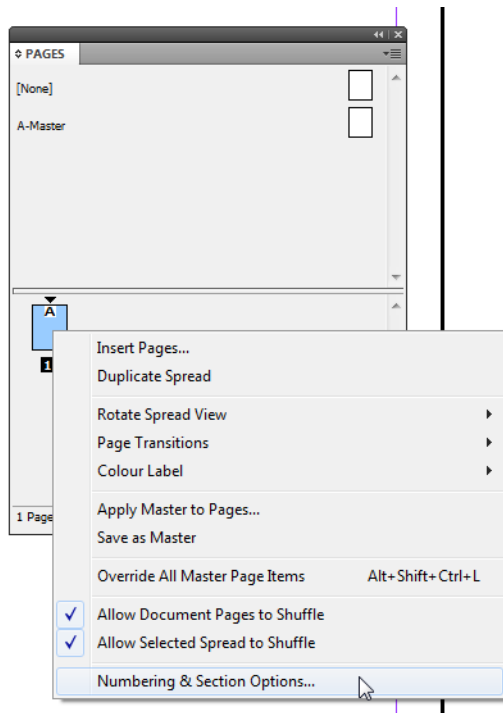 PAGES
[None]
A-Master
A
1
Insert Pages...
Duplicate Spread
Rotate Spread View
Page Transitions
Colour Label
1 Page
Apply Master to Pages...
Save as Master
Override All Master Page Items Alt+Shift+Ctrl+L
Allow Document Pages to Shuffle
Allow Selected Spread to Shuffle
Numbering & Section Options...